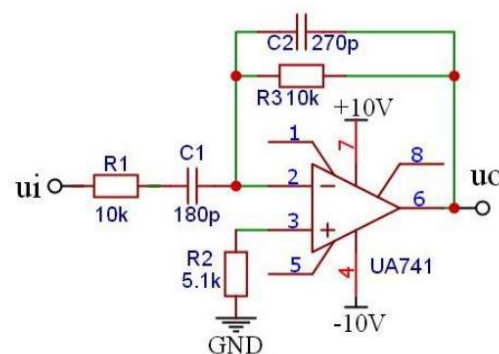 C2 270p
R3 10k
+10V
1
7
8
ui
R1
C1
2
-
6
uo
10k
180p
3
+
R2
5.1k
5
4
UA741
GND
-10V